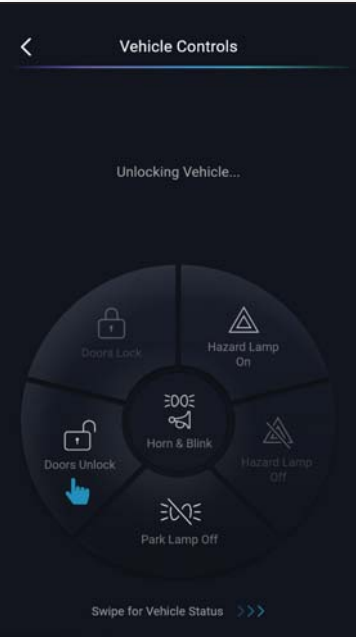 Vehicle Controls
Unlocking Vehicle...
Doors Lock
Hazard Lamp
On
Horn & Blink
Doors Unlock
Hazard Lamp
Off
Park Lamp Off
Swipe for Vehicle Status >>>